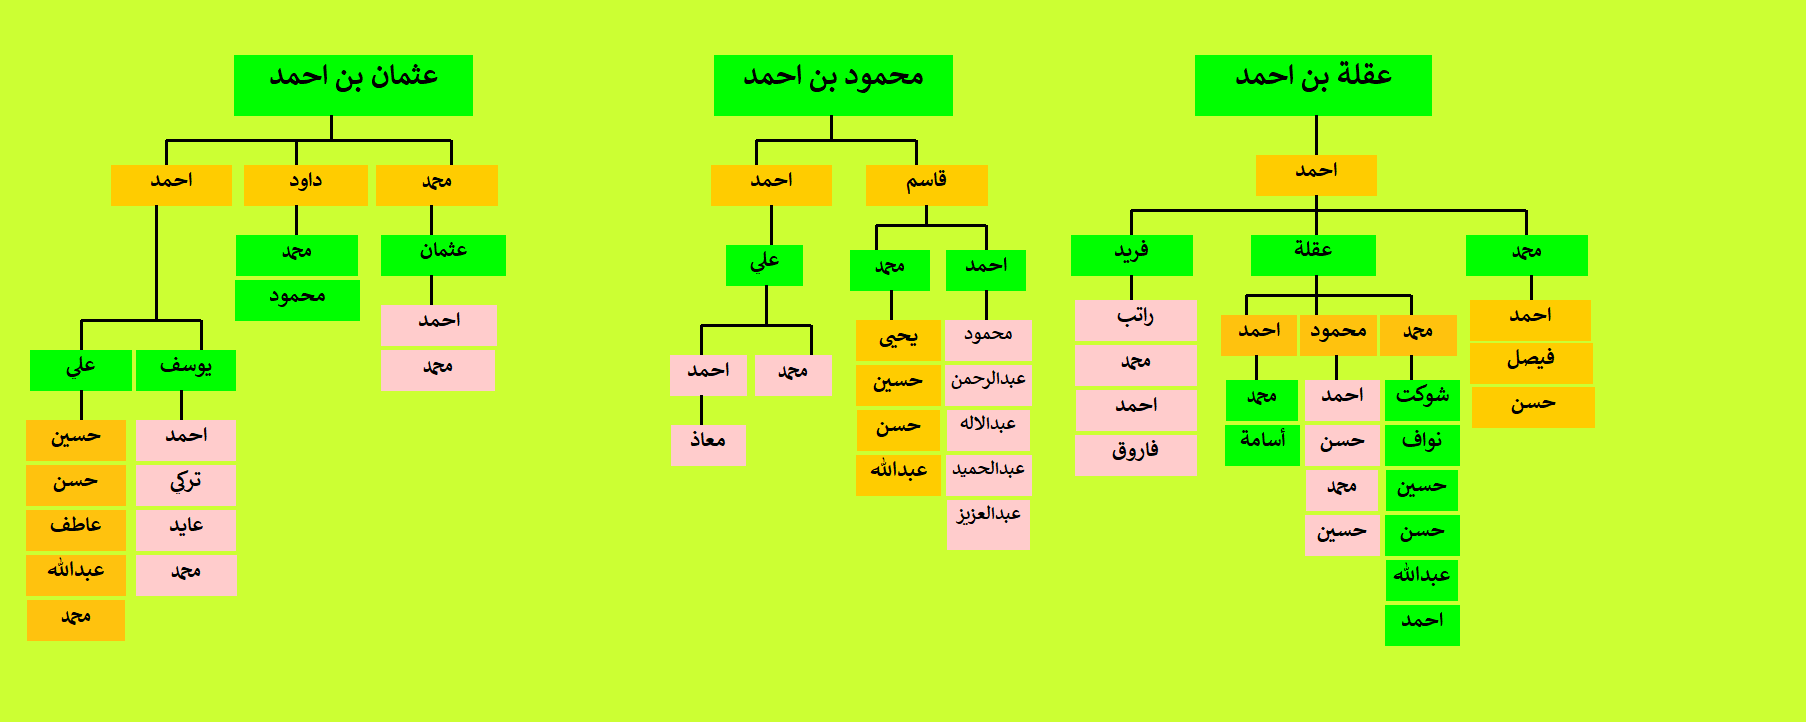 عقلة بن احمد
احمد
محمد
احمد
فيصل
حسن
عقلة
محمد
شوكت
نواف
حسين
حسن
عبدالله
احمد
محمود
احمد
حسن
محمد
حسين
احمد
محمد
أسامة
فريد
راتب
محمد
احمد
فاروق
محمود بن احمد
قاسم
احمد
محمود
عبدالرحمن
عبدالاله
عبدالحميد
عبدالعزيز
محمد
يحيى
حسين
حسن
عبدالله
احمد
علي
محمد
احمد
معاذ
عثمان بن احمد
محمد
عثمان
احمد
محمد
داود
محمد
محمود
احمد
يوسف
احمد
تركي
عايد
محمد
علي
حسين
حسن
عاطف
عبدالله
محمد